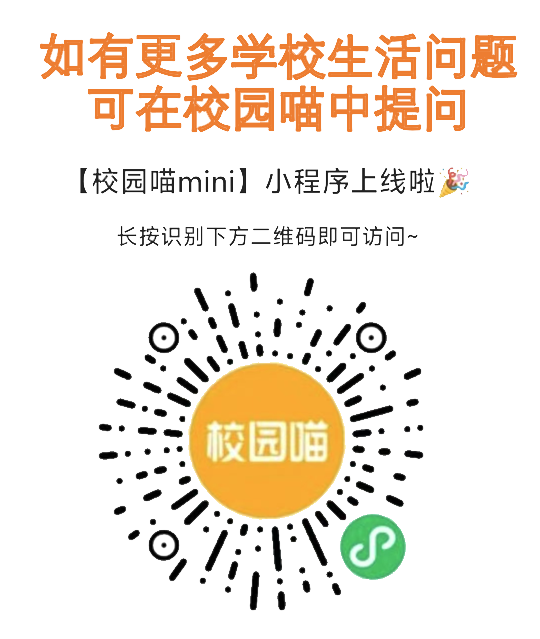 如有更多学校生活问题
可在校园喵中提问
【校园喵mini】小程序上线啦🎉
长按识别下方二维码即可访问~
校园喵